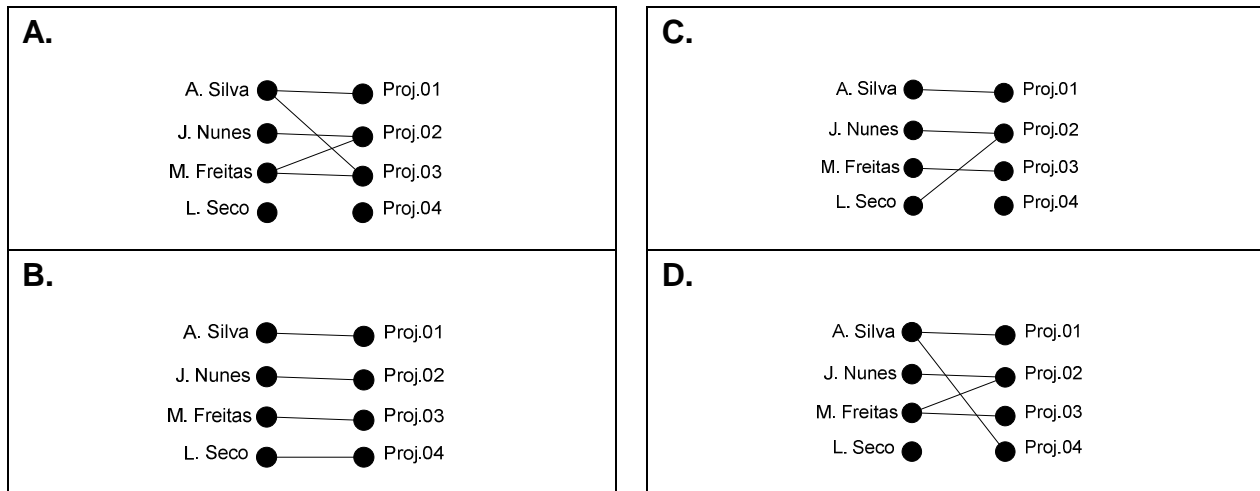 A.
A. Silva Proj.01
J. Nunes Proj.02
M. Freitas Proj.03
L. Seco Proj.04
B.
A. Silva Proj.01
J. Nunes Proj.02
M. Freitas Proj.03
L. Seco Proj.04
C.
A. Silva Proj.01
J. Nunes Proj.02
M. Freitas Proj.03
L. Seco Proj.04
D.
A. Silva Proj.01
J. Nunes Proj.02
M. Freitas Proj.03
L. Seco Proj.04